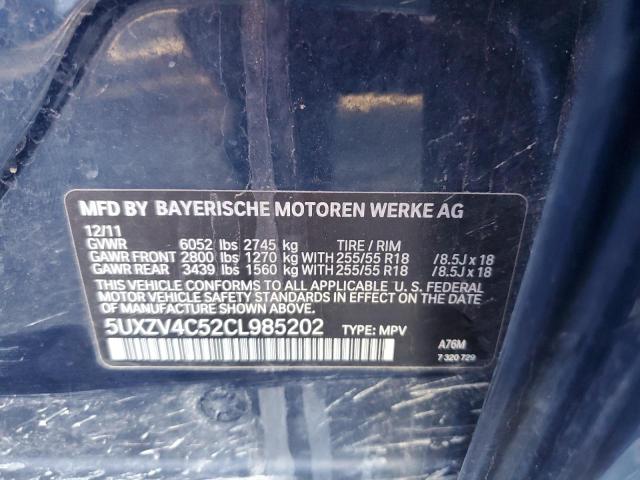 MFD BY BAYERISCHE MOTOREN WERKE AG
12/11
GVWR 6052 lbs 2745 kg TIRE / RIM
GAWR FRONT 2800 lbs 1270 kg WITH 255/55 R18 /8.5J x 18
GAWR REAR 3439 lbs 1560 kg WITH 255/55 R18 /8.5J x 18
THIS VEHICLE CONFORMS TO ALL APPLICABLE U. S. FEDERAL
MOTOR VEHICLE SAFETY STANDARDS IN EFFECT ON THE DATE
OF MANUFACTURE SHOWN ABOVE.
5UXZV4C52CL985202 TYPE: MPV
A76M
7 320 729